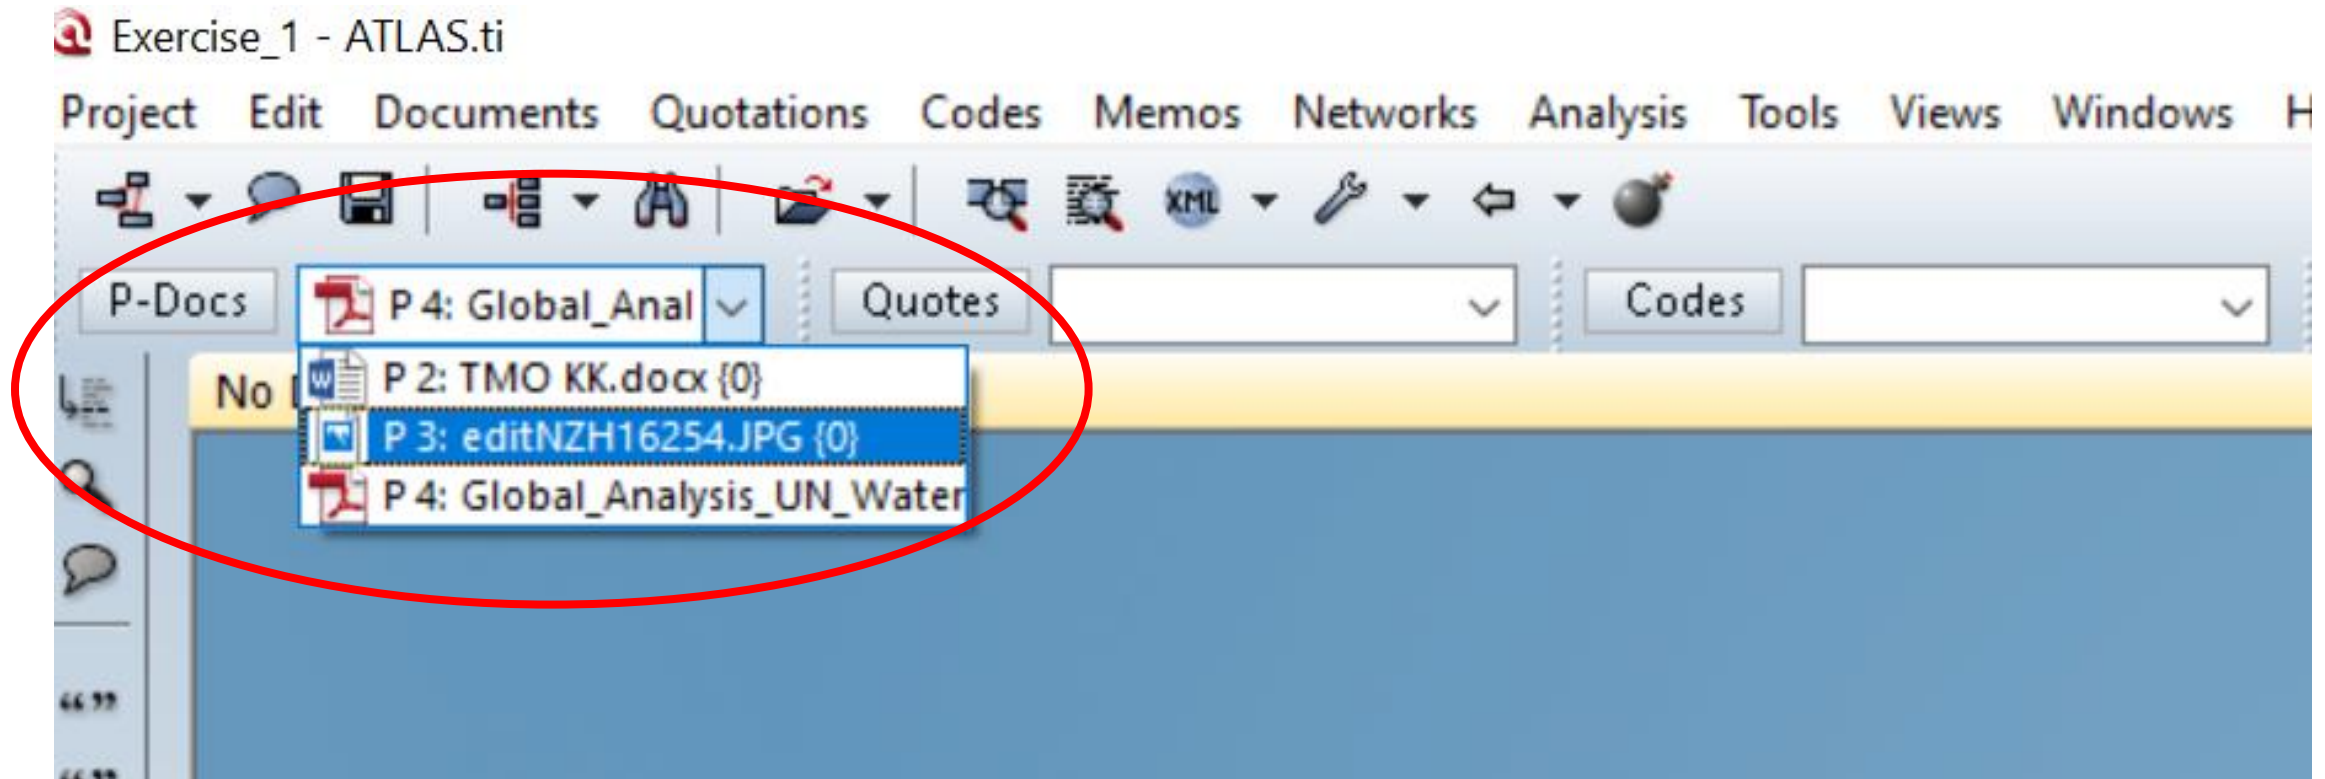 Exercise_1 - ATLAS.ti
Project Edit Documents Quotations Codes Memos Networks Analysis Tools Views Windows H
XML
P-Docs P 4: Global_Anal Quotes Codes
No
P 2: TMO KK.docx {0}
P 3: editNZH16254.JPG {0}
P 4: Global_Analysis_UN_Water